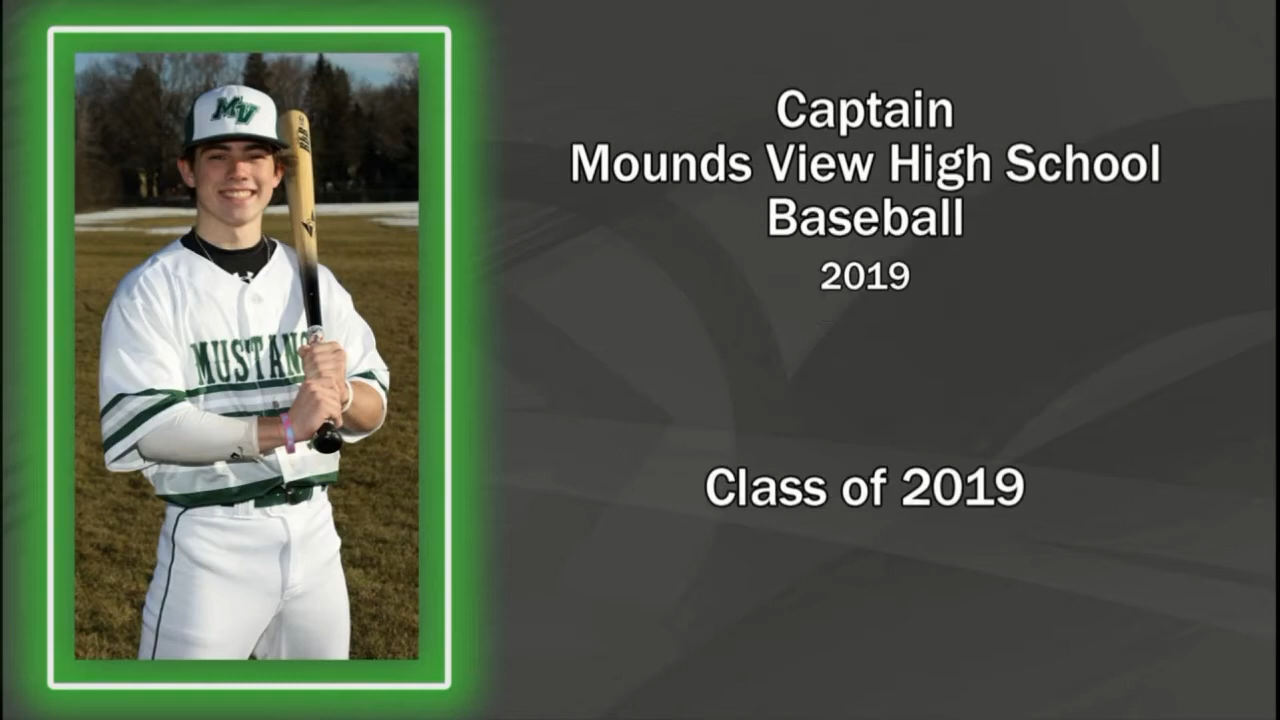 MV
MUSTANG
Captain
Mounds View High School
Baseball
2019
Class of 2019